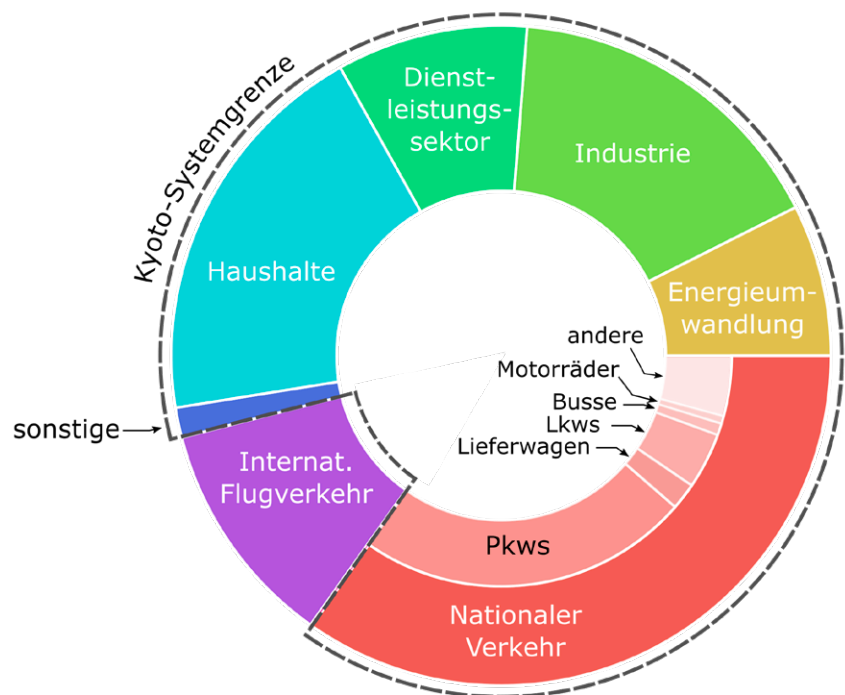 Kyoto-Systemgrenze
Dienst-
leistungs-
sektor
Industrie
Haushalte
Energieum-
wandlung
andere
Motorräder
Busse
Lkws
Lieferwagen
sonstige
Internat.
Flugverkehr
Pkws
Nationaler
Verkehr